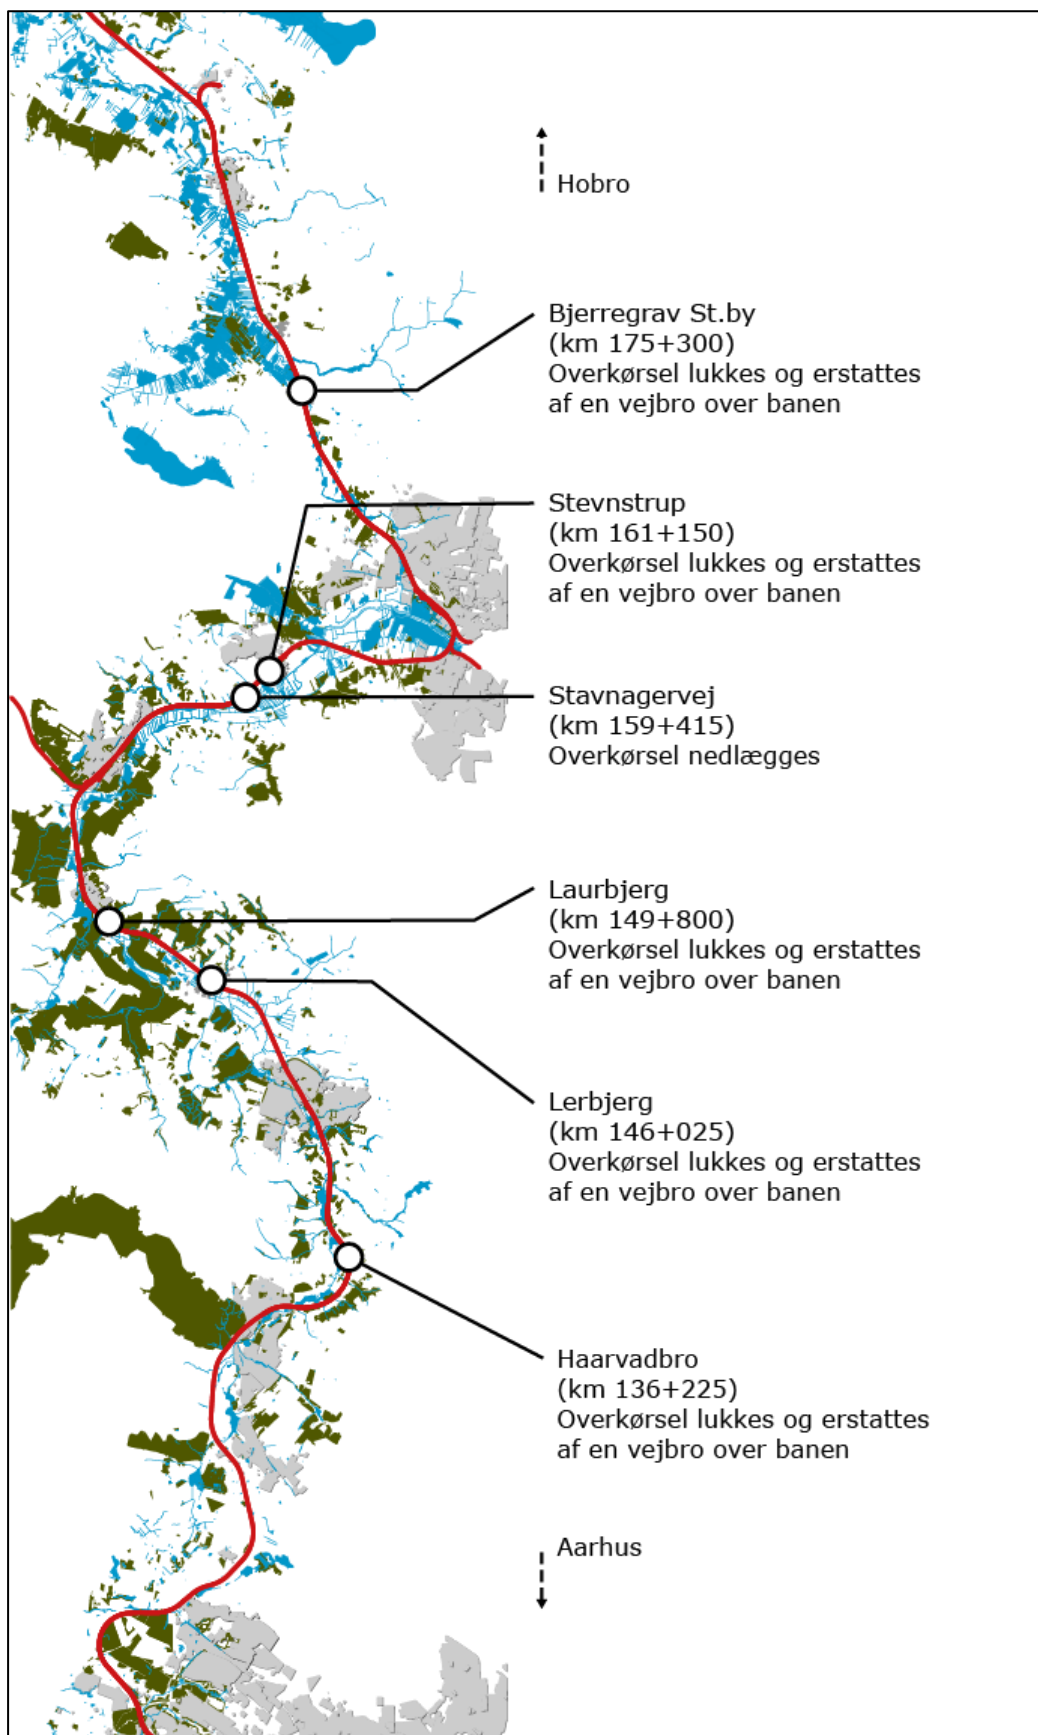 Hobro
Bjerregrav St.by
(km 175+300)
Overkørsel lukkes og erstattes
af en vejbro over banen
Stevnstrup
(km 161+150)
Overkørsel lukkes og erstattes
af en vejbro over banen
Stavnagervej
(km 159+415)
Overkørsel nedlægges
Laurbjerg
(km 149+800)
Overkørsel lukkes og erstattes
af en vejbro over banen
Lerbjerg
(km 146+025)
Overkørsel lukkes og erstattes
af en vejbro over banen
Haarvadbro
(km 136+225)
Overkørsel lukkes og erstattes
af en vejbro over banen
Aarhus